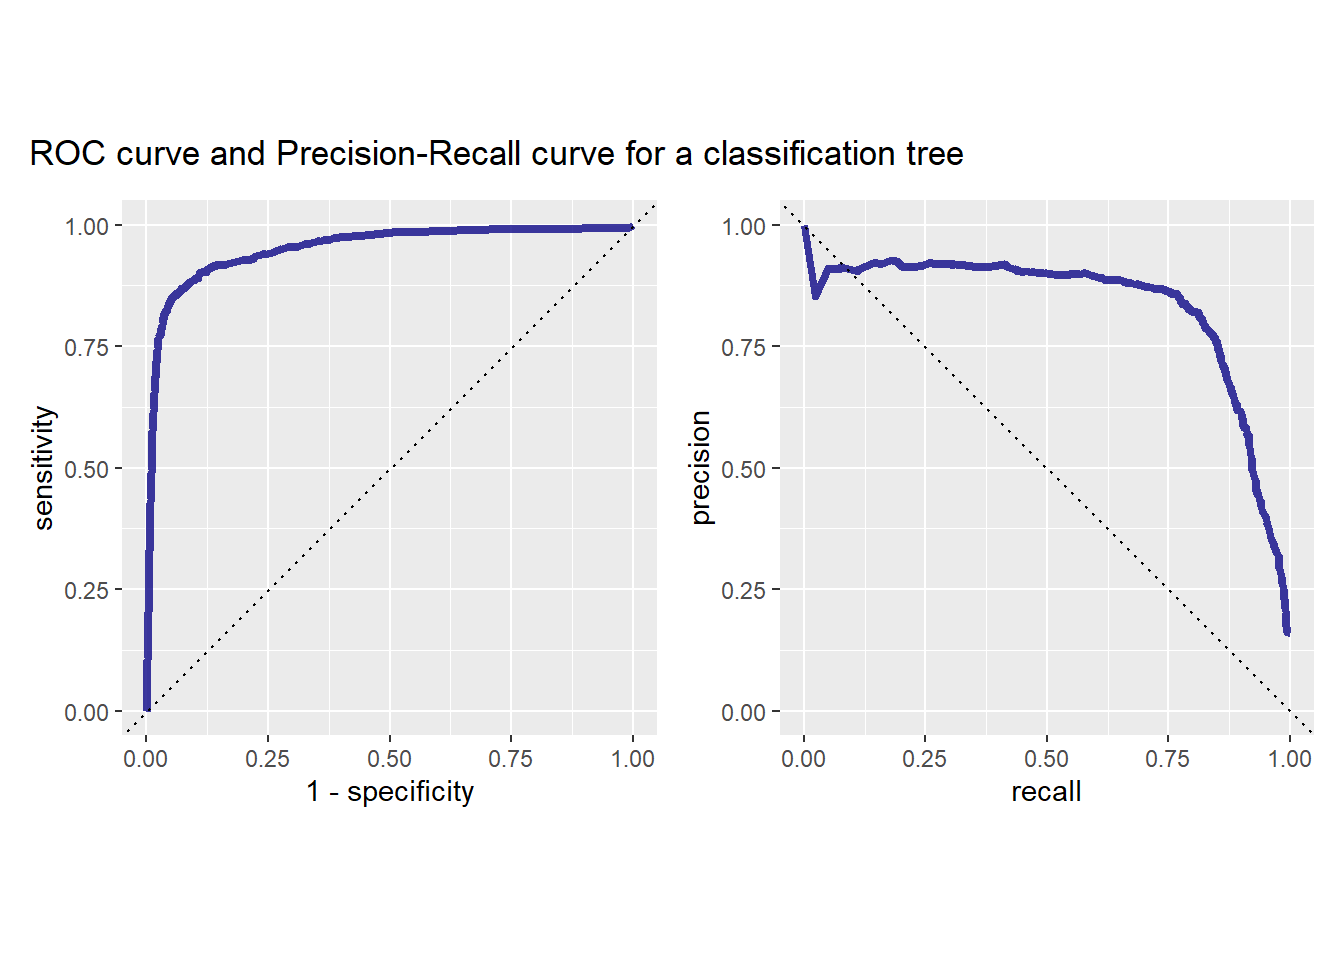 ROC curve and Precision-Recall curve for a classification tree
1.00
0.75
0.50
0.25
0.00
sensitivity
0.00 0.25 0.50 0.75 1.00
1 - specificity
1.00
0.75
0.50
0.25
0.00
precision
0.00 0.25 0.50 0.75 1.00
recall